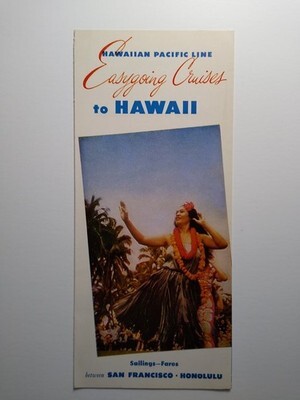 HAWAIIAN PACIFIC LINE
Easygoing Cruises
to HAWAII
Sailings—Fares
between SAN FRANCISCO · HONOLULU